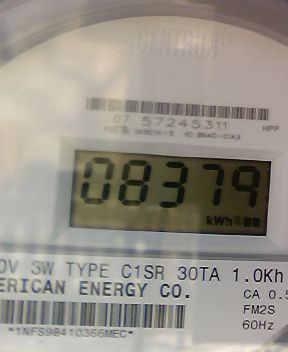 CENTRON
07 57245311
08379
kWh
0V 3W TYPE C1SR 30TA 1.0Kh
ERICAN ENERGY CO.
CA 0.5
FM2S
60Hz
*1NFS98410366MEC*